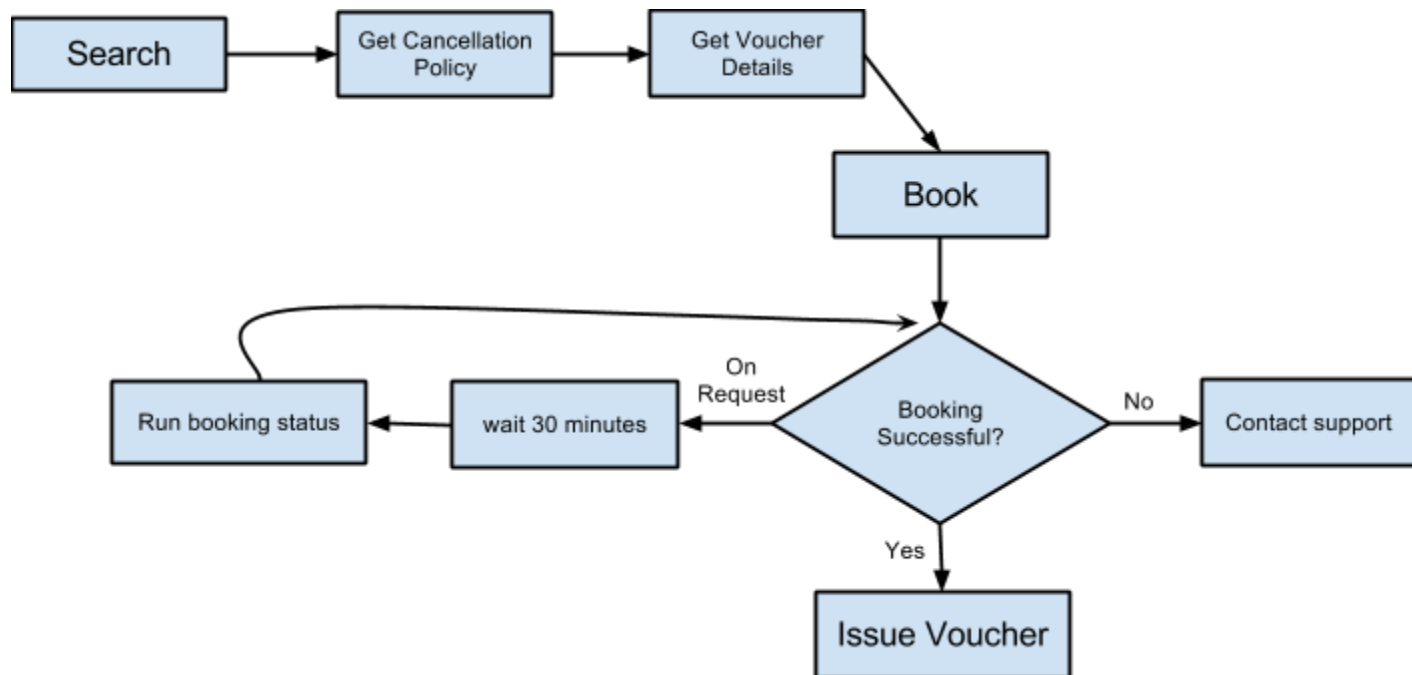 Search
Get Cancellation
Policy
Get Voucher
Details
Book
On
Request
No
Run booking status
wait 30 minutes
Booking
Successful?
Contact support
Yes
Issue Voucher